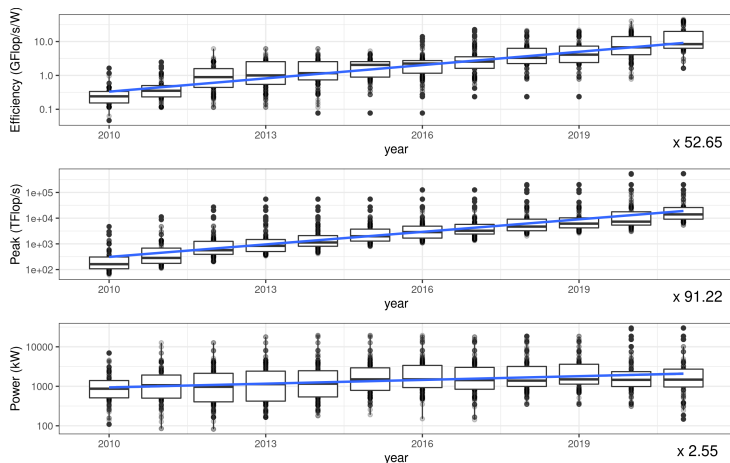 Efficiency (GFlop/s/W)
10.0
1.0
0.1
2010
2013
2016
2019
year
x 52.65
Peak (TFlop/s)
1e+05
1e+04
1e+03
1e+02
2010
2013
2016
2019
year
x 91.22
Power (kW)
10000
1000
100
2010
2013
2016
2019
year
x 2.55